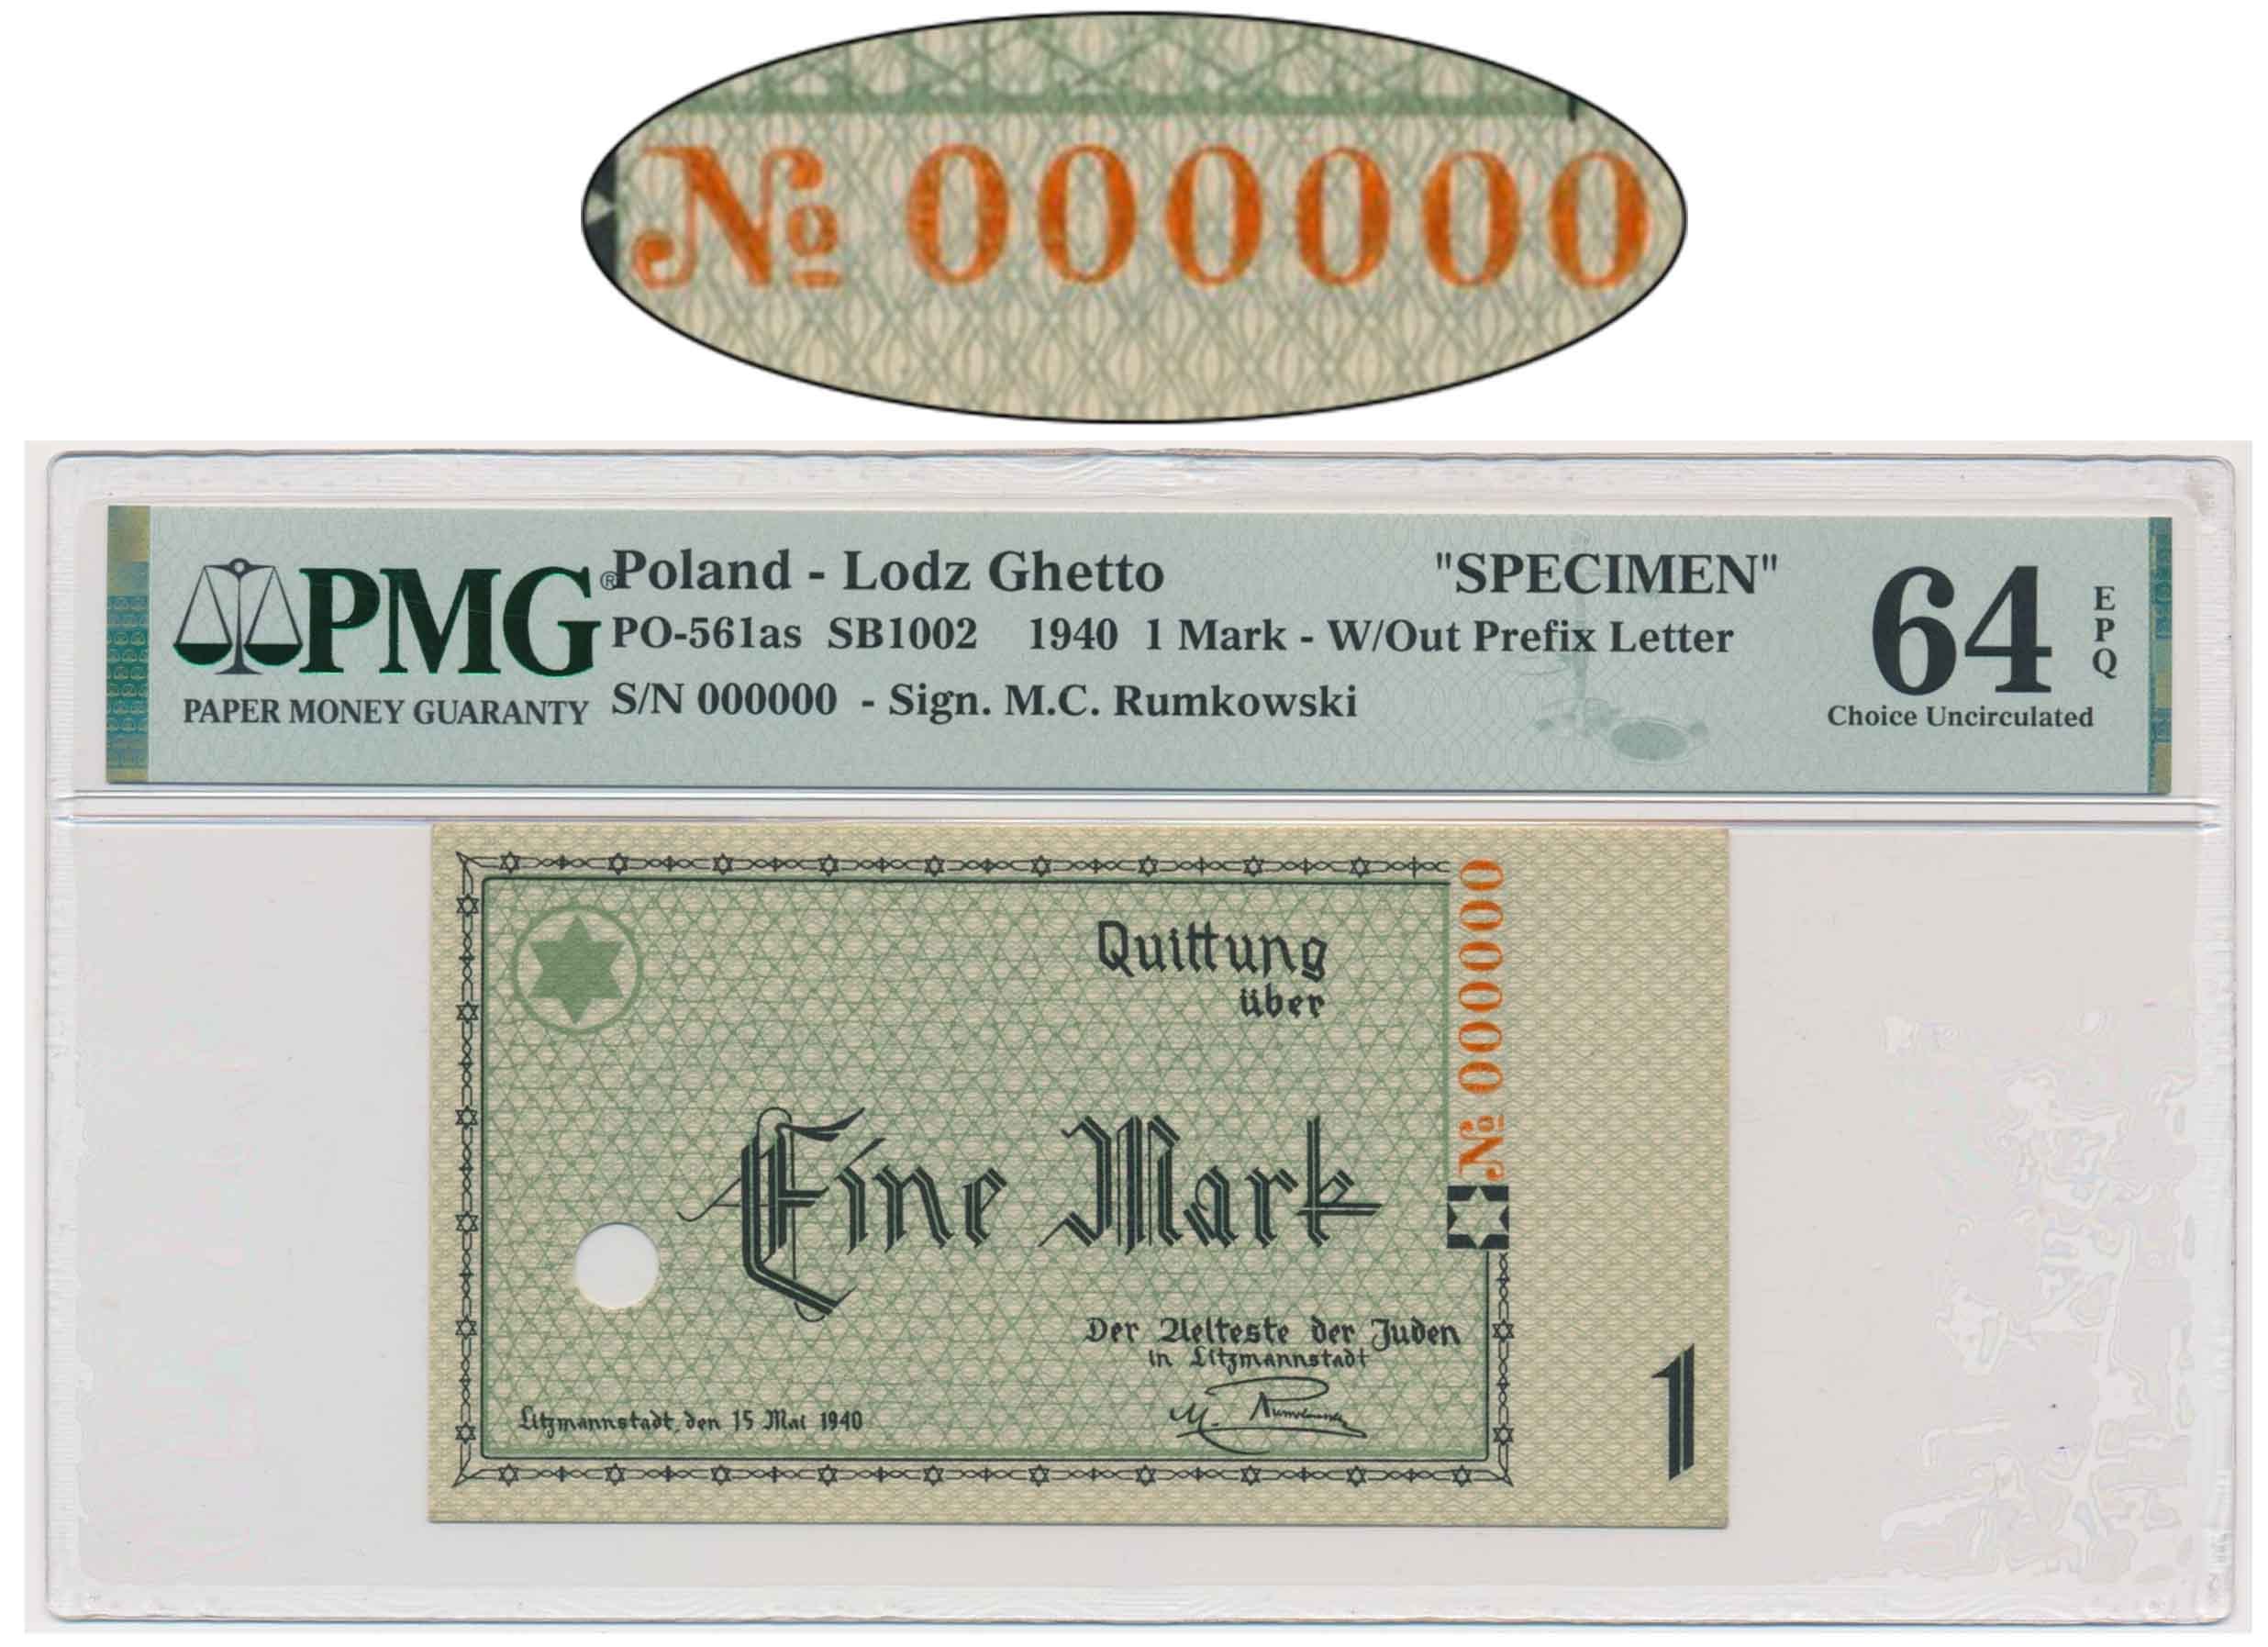 № 000000
PMG®
PAPER MONEY GUARANTY
Poland - Lodz Ghetto "SPECIMEN"
PO-561as SB1002 1940 1 Mark - W/Out Prefix Letter
S/N 000000 - Sign. M.C. Rumkowski
64
EPQ
Choice Uncirculated
Quittung
über
№ 000000
Eine Mark
Der Aelteste der Juden
in Litzmannstadt
Litzmannstadt, den 15 Mai 1940
M. Rumkowski
1